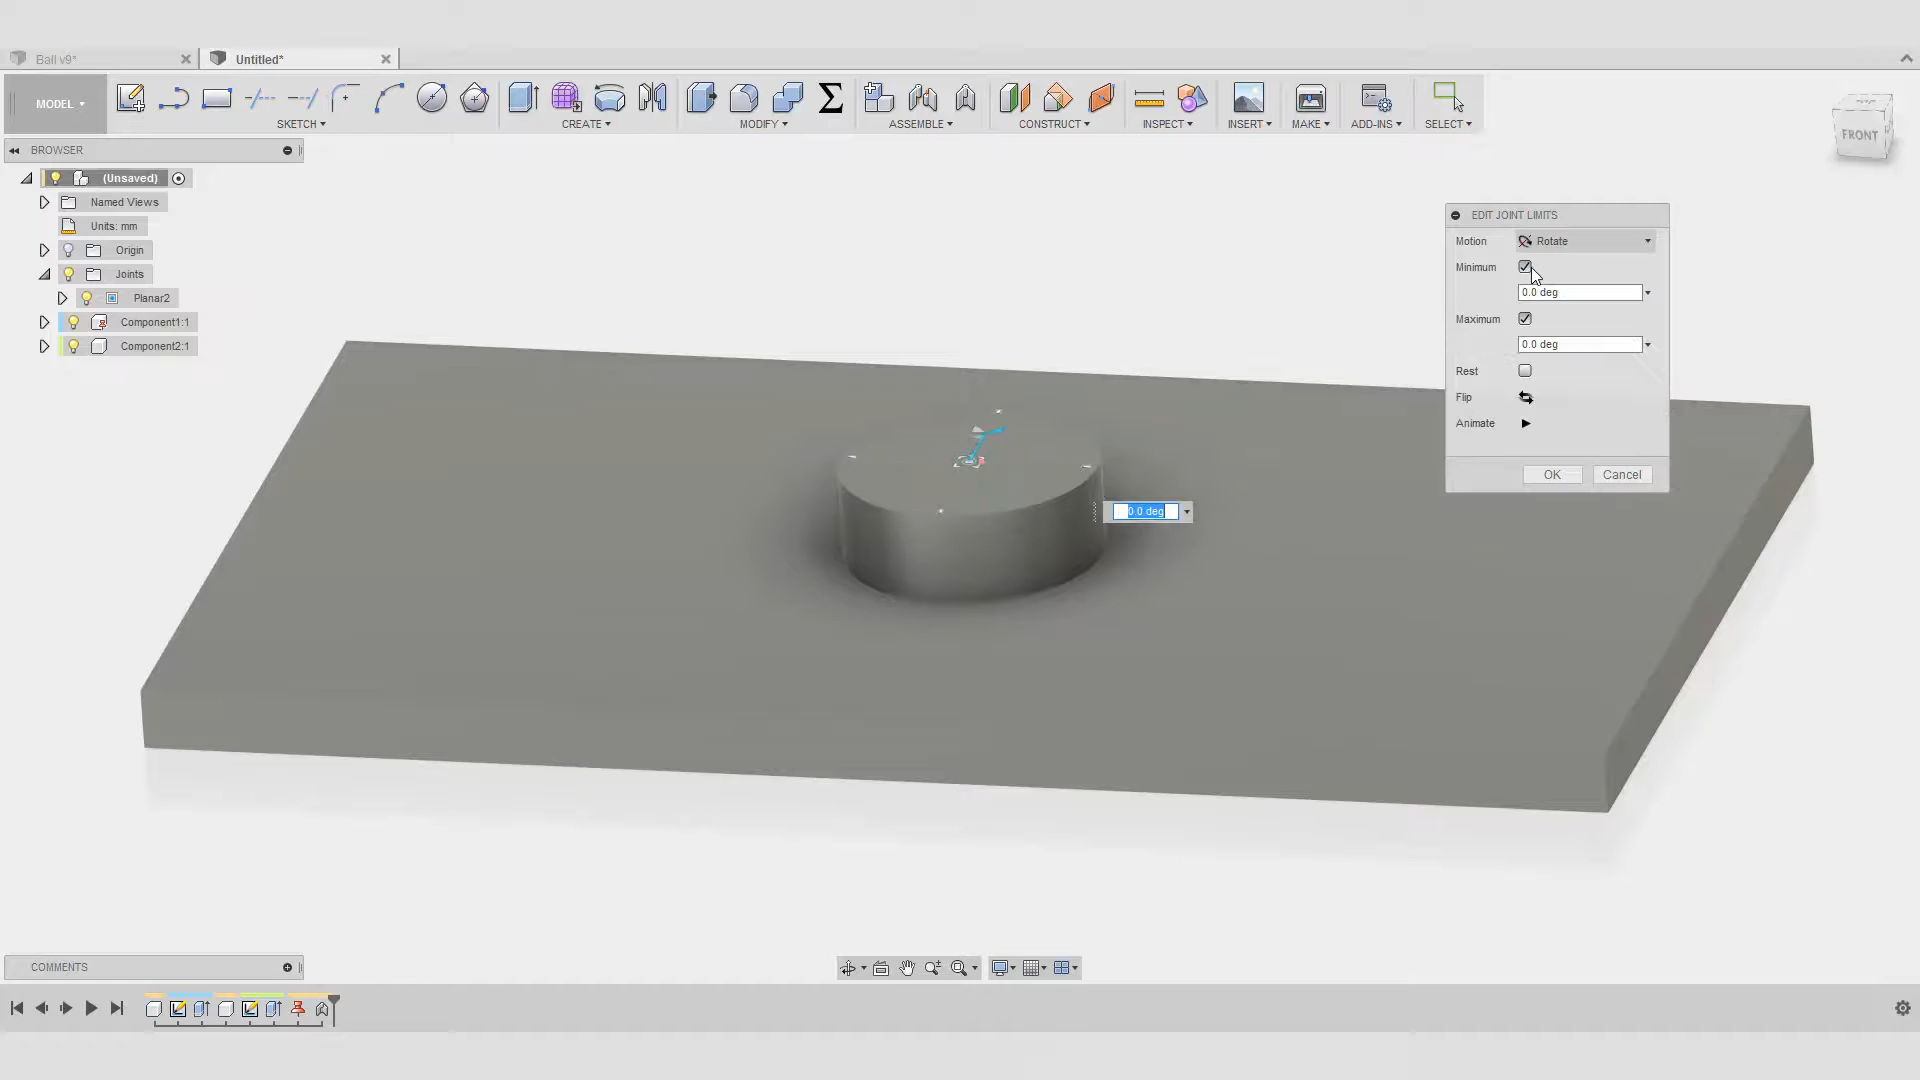 Ball v9*
Untitled*
MODEL
SKETCH
CREATE
MODIFY
ASSEMBLE
CONSTRUCT
INSPECT
INSERT
MAKE
ADD-INS
SELECT
FRONT
BROWSER
(Unsaved)
Named Views
Units: mm
Origin
Joints
Planar2
Component1:1
Component2:1
EDIT JOINT LIMITS
Motion Rotate
Minimum
0.0 deg
Maximum
0.0 deg
Rest
Flip
Animate
OK Cancel
0.0 deg
COMMENTS